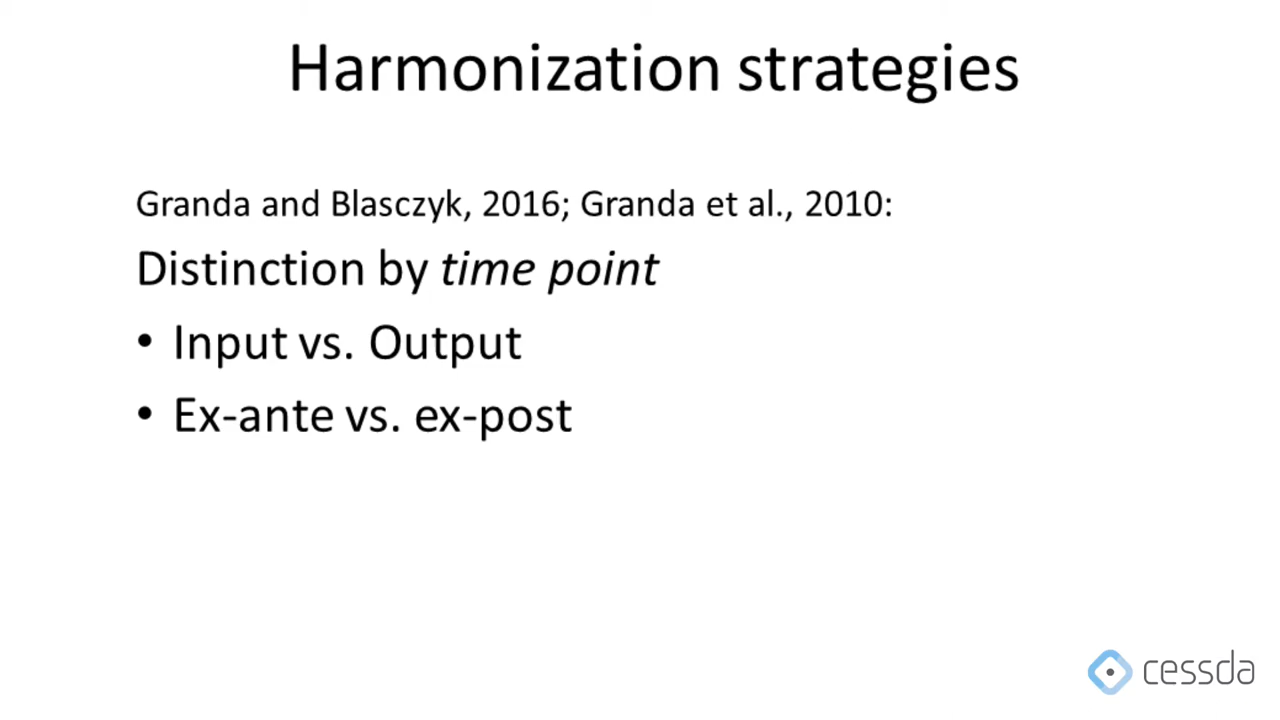 Harmonization strategies
Granda and Blasczyk, 2016; Granda et al., 2010:
Distinction by time point
• Input vs. Output
• Ex-ante vs. ex-post
cessda